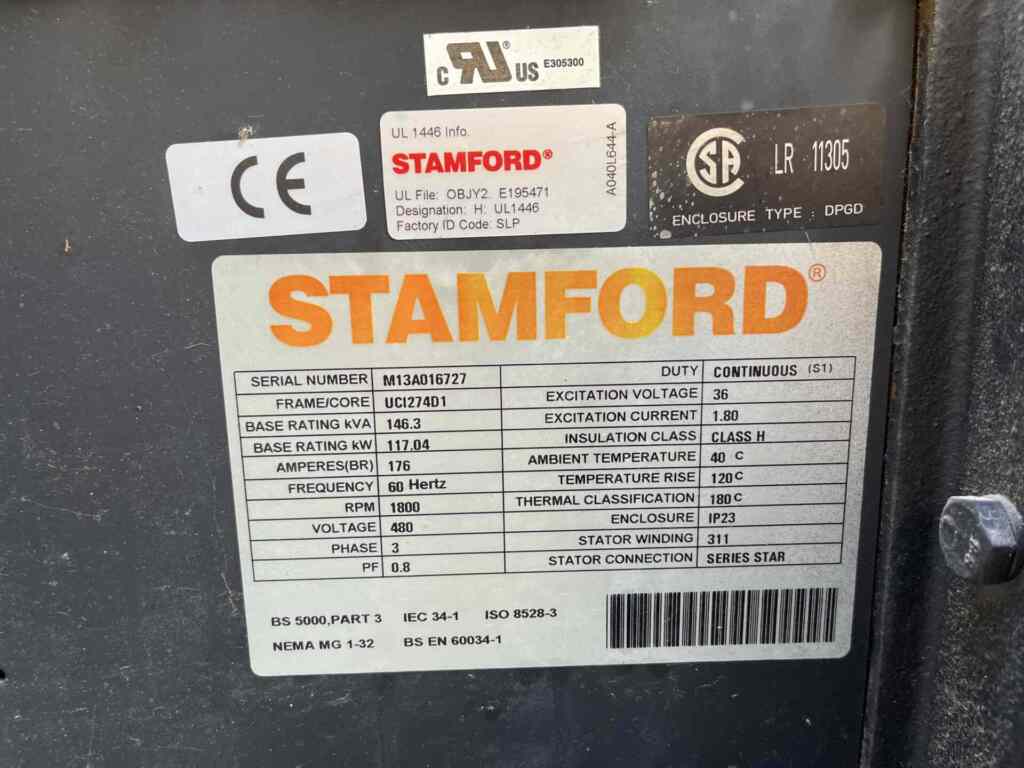 c RU® US E305300
CE
UL 1446 Info.
STAMFORD®
UL File: OBJY2. E195471
Designation: H: UL1446
Factory ID Code: SLP
A040L644-A
SA LR 11305
ENCLOSURE TYPE : DPGD
STAMFORD®
SERIAL NUMBER M13A016727 DUTY CONTINUOUS (S1)
FRAME/CORE UCI274D1 EXCITATION VOLTAGE 36
BASE RATING kVA 146.3 EXCITATION CURRENT 1.80
BASE RATING kW 117.04 INSULATION CLASS CLASS H
AMPERES(BR) 176 AMBIENT TEMPERATURE 40 C
FREQUENCY 60 Hertz TEMPERATURE RISE 120 C
RPM 1800 THERMAL CLASSIFICATION 180 C
VOLTAGE 480 ENCLOSURE IP23
PHASE 3 STATOR WINDING 311
PF 0.8 STATOR CONNECTION SERIES STAR
BS 5000,PART 3 IEC 34-1 ISO 8528-3
NEMA MG 1-32 BS EN 60034-1